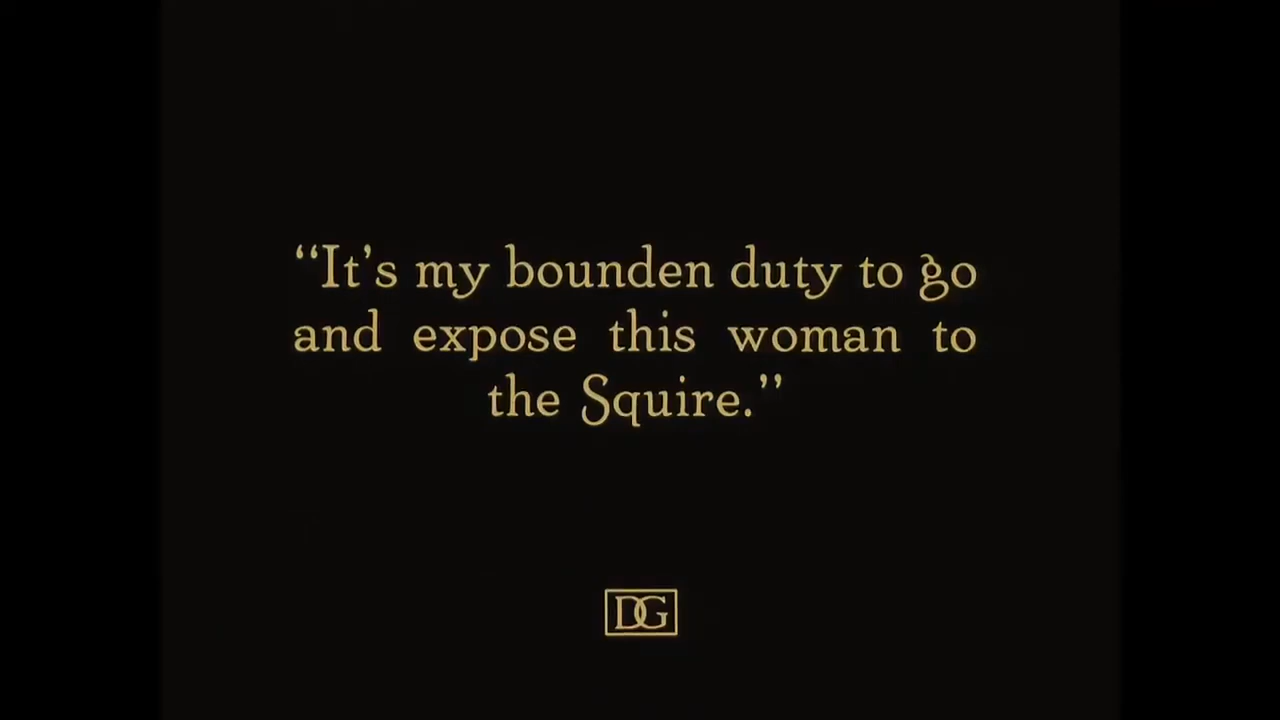 “It’s my bounden duty to go
and expose this woman to
the Squire.”
DG